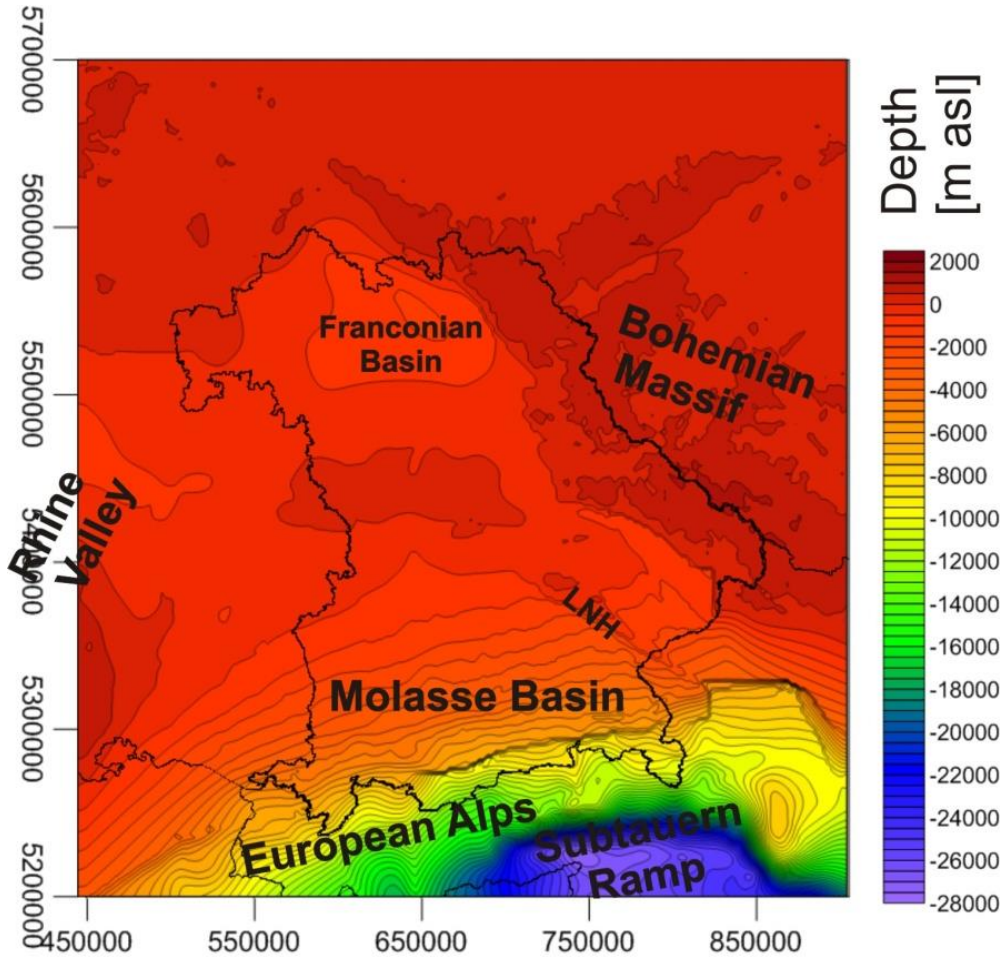 5700000
5600000
5500000
5400000
5300000
5200000
450000
550000
650000
750000
850000
Franconian
Basin
Bohemian
Massif
Rhine
Valley
LNH
Molasse Basin
European Alps
Subtauern
Ramp
Depth
[m asl]
2000
0
-2000
-4000
-6000
-8000
-10000
-12000
-14000
-16000
-18000
-20000
-22000
-24000
-26000
-28000